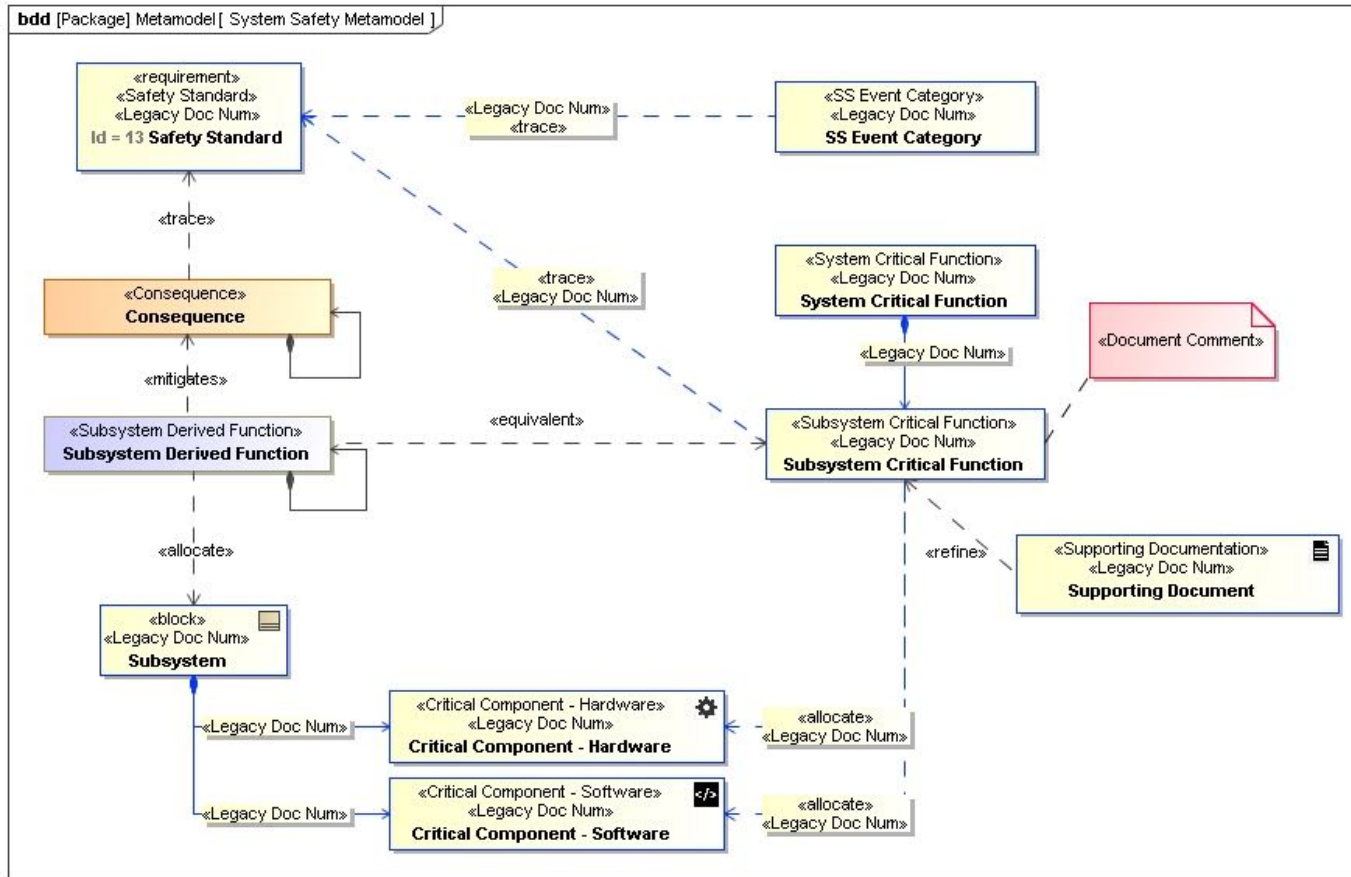 bdd [Package] Metamodel[ System Safety Metamodel ]
«requirement»
«Safety Standard»
«Legacy Doc Num»
Id = 13 Safety Standard
«Legacy Doc Num»
«trace»
«SS Event Category»
«Legacy Doc Num»
SS Event Category
«trace»
«trace»
«Legacy Doc Num»
«System Critical Function»
«Legacy Doc Num»
System Critical Function
«Consequence»
Consequence
«Legacy Doc Num»
«Document Comment»
«mitigates»
«Subsystem Derived Function»
Subsystem Derived Function
«equivalent»
«Subsystem Critical Function»
«Legacy Doc Num»
Subsystem Critical Function
«allocate»
«refine»
«Supporting Documentation»
«Legacy Doc Num»
Supporting Document
«block»
«Legacy Doc Num»
Subsystem
«Legacy Doc Num»
«Critical Component - Hardware»
«Legacy Doc Num»
Critical Component - Hardware
«allocate»
«Legacy Doc Num»
«Legacy Doc Num»
«Critical Component - Software»
«Legacy Doc Num»
Critical Component - Software
</>
«allocate»
«Legacy Doc Num»